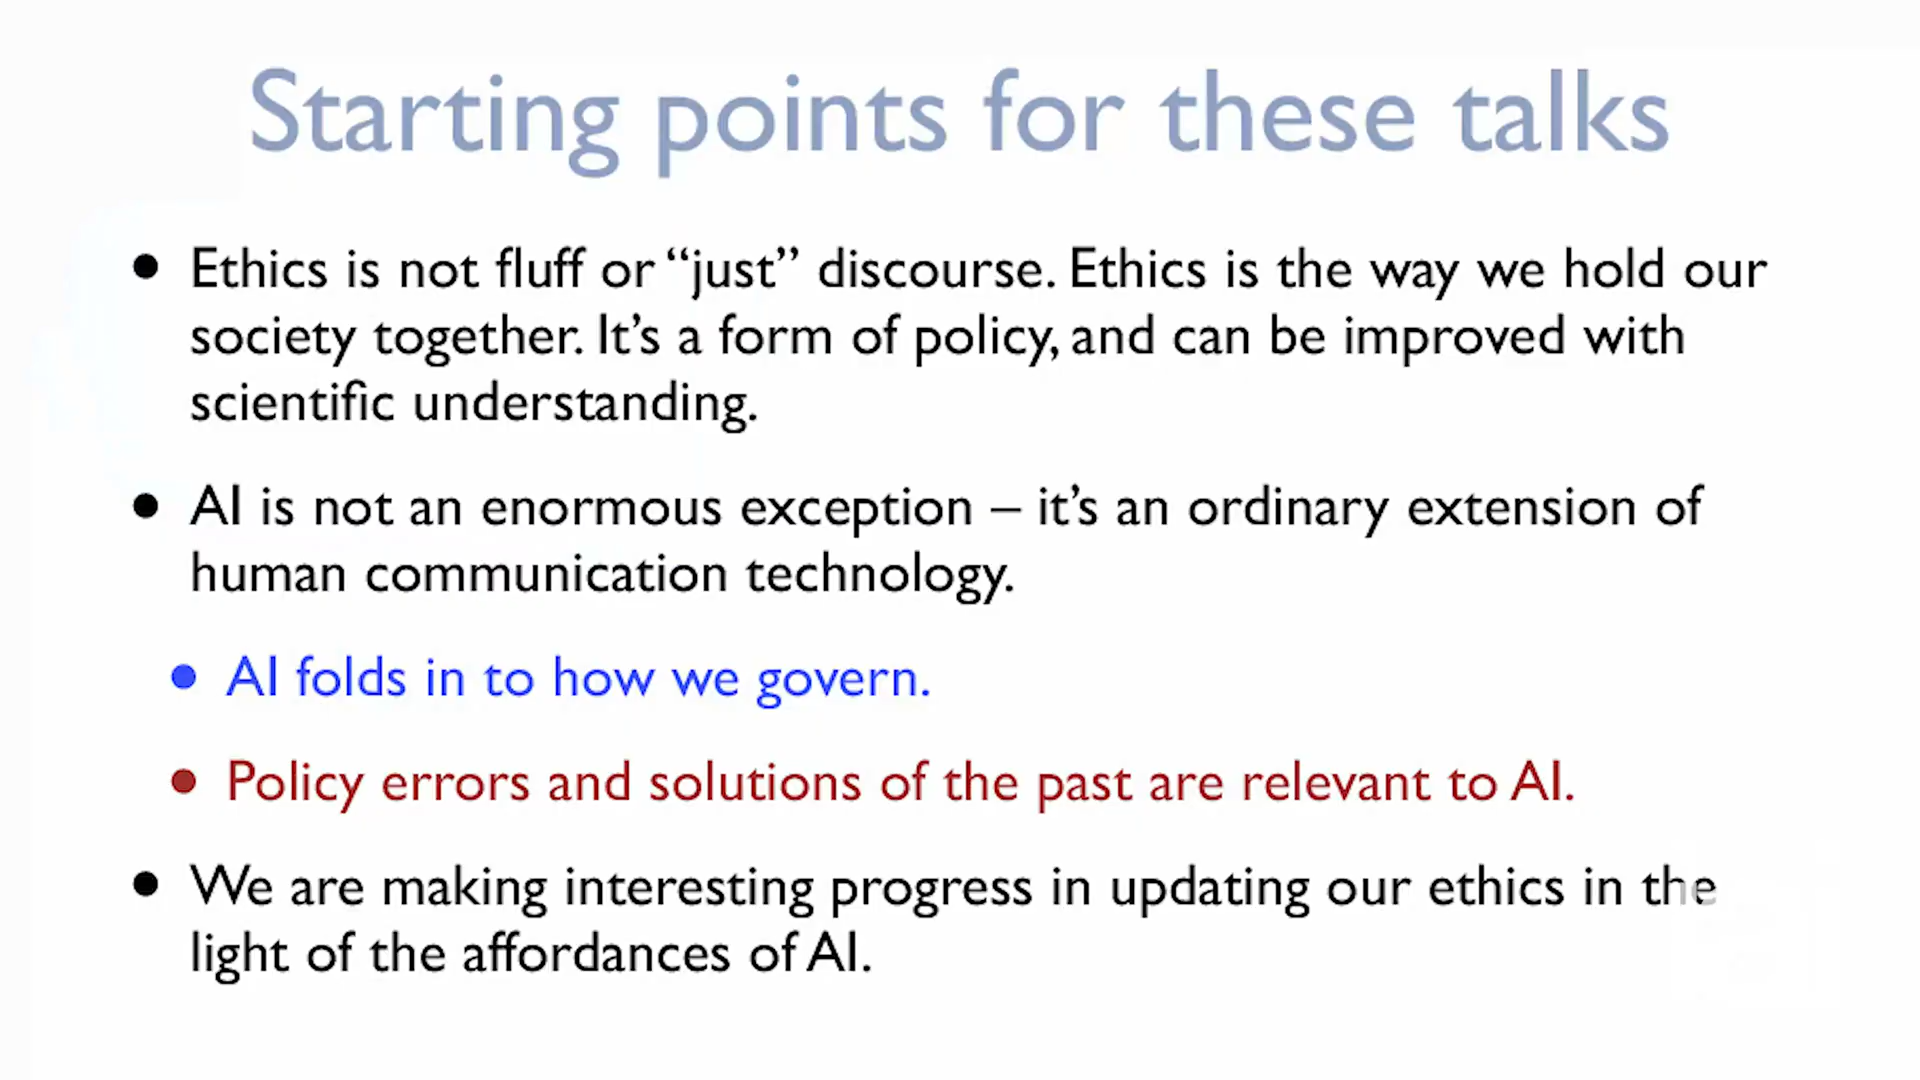 Starting points for these talks
• Ethics is not fluff or “just” discourse. Ethics is the way we hold our
society together. It’s a form of policy, and can be improved with
scientific understanding.
• AI is not an enormous exception – it’s an ordinary extension of
human communication technology.
• AI folds in to how we govern.
• Policy errors and solutions of the past are relevant to AI.
• We are making interesting progress in updating our ethics in the
light of the affordances of AI.